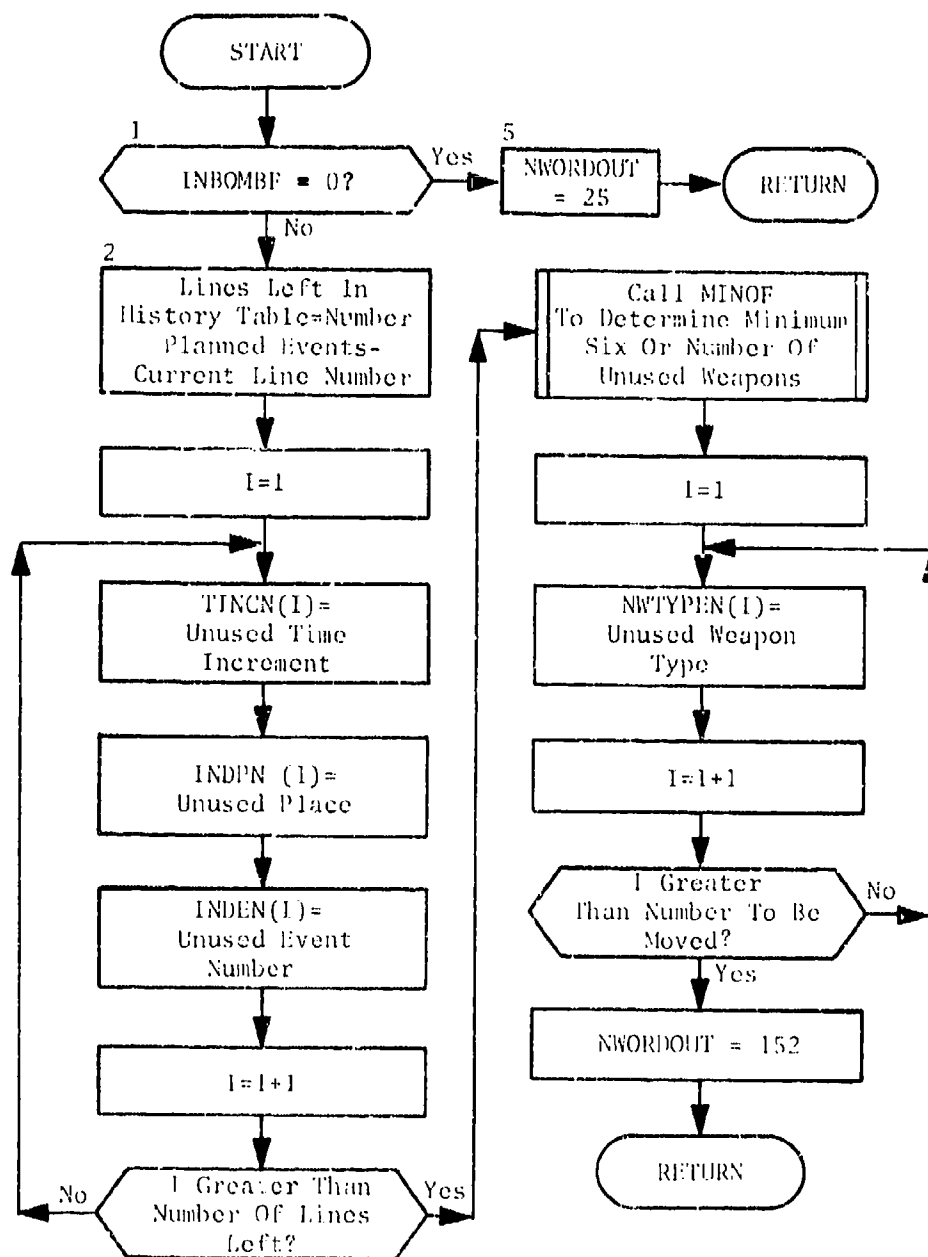 START
1
INBOMBF = 0?
Yes
No
5
NWORDOUT
= 25
RETURN
2
Lines Left In
History Table=Number
Planned Events-
Current Line Number
I=1
TINCN(I)=
Unused Time
Increment
INDPN (I)=
Unused Place
INDEN(I)=
Unused Event
Number
I=I+1
I Greater Than
Number Of Lines
Left?
No
Yes
Call MINOF
To Determine Minimum
Six Or Number Of
Unused Weapons
I=1
NWTYPEN(I)=
Unused Weapon
Type
I=I+1
I Greater
Than Number To Be
Moved?
No
Yes
NWORDOUT = 152
RETURN